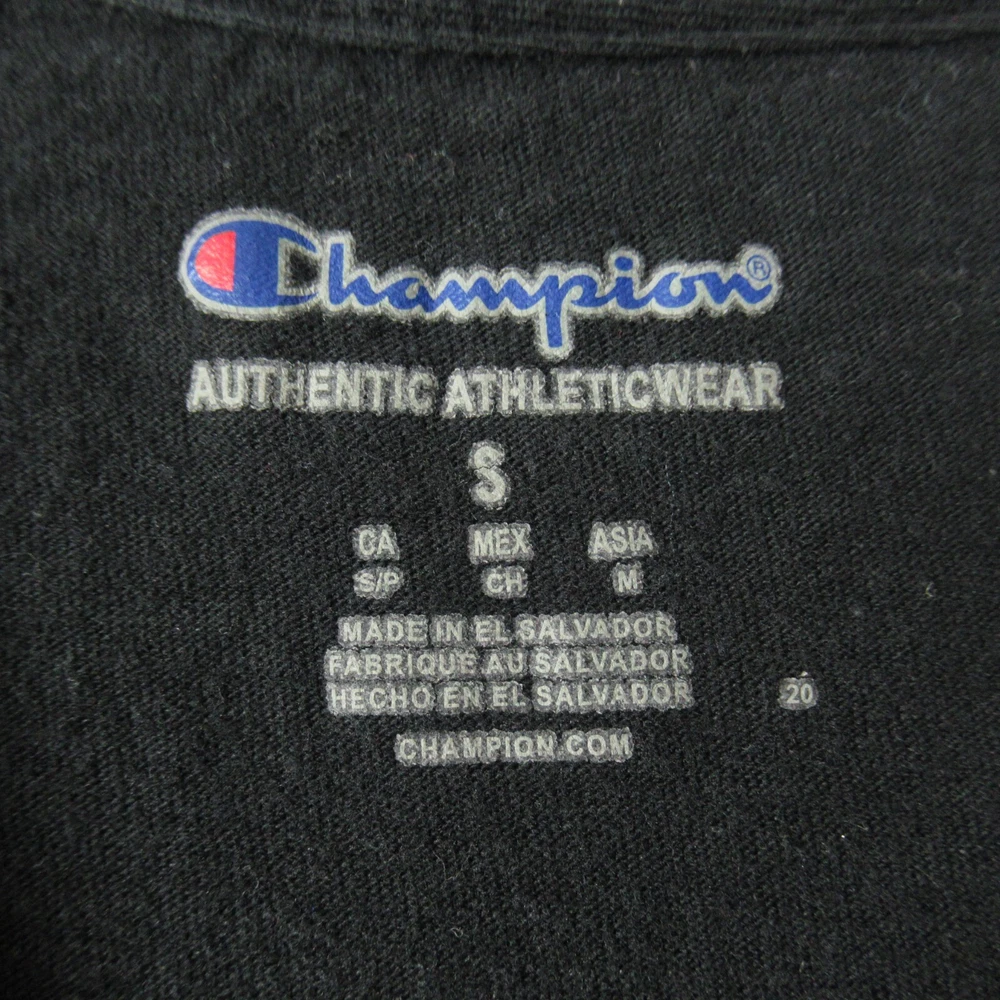 Champion®
AUTHENTIC ATHLETICWEAR
S
CA MEX ASIA
S/P CH M
MADE IN EL SALVADOR
FABRIQUE AU SALVADOR
HECHO EN EL SALVADOR
20
CHAMPION.COM